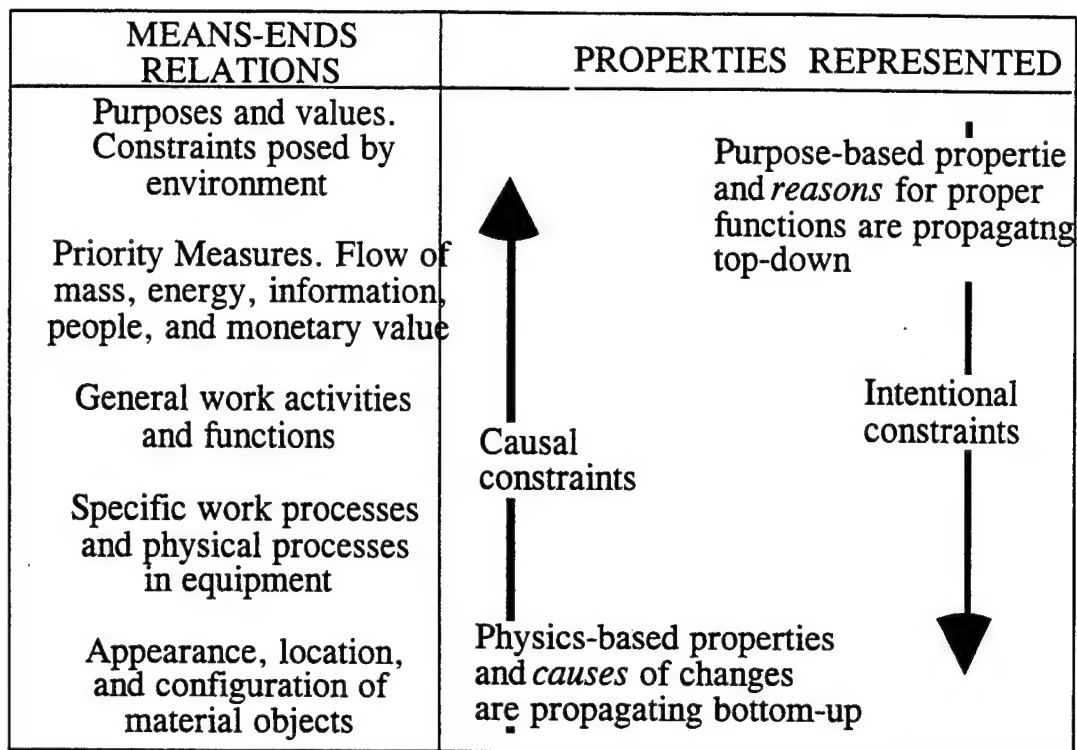 MEANS-ENDS
RELATIONS
PROPERTIES REPRESENTED
Purposes and values.
Constraints posed by
environment
Priority Measures. Flow of
mass, energy, information,
people, and monetary value
General work activities
and functions
Specific work processes
and physical processes
in equipment
Appearance, location,
and configuration of
material objects
Causal
constraints
Physics-based properties
and causes of changes
are propagating bottom-up
Purpose-based propertie
and reasons for proper
functions are propagatng
top-down
Intentional
constraints